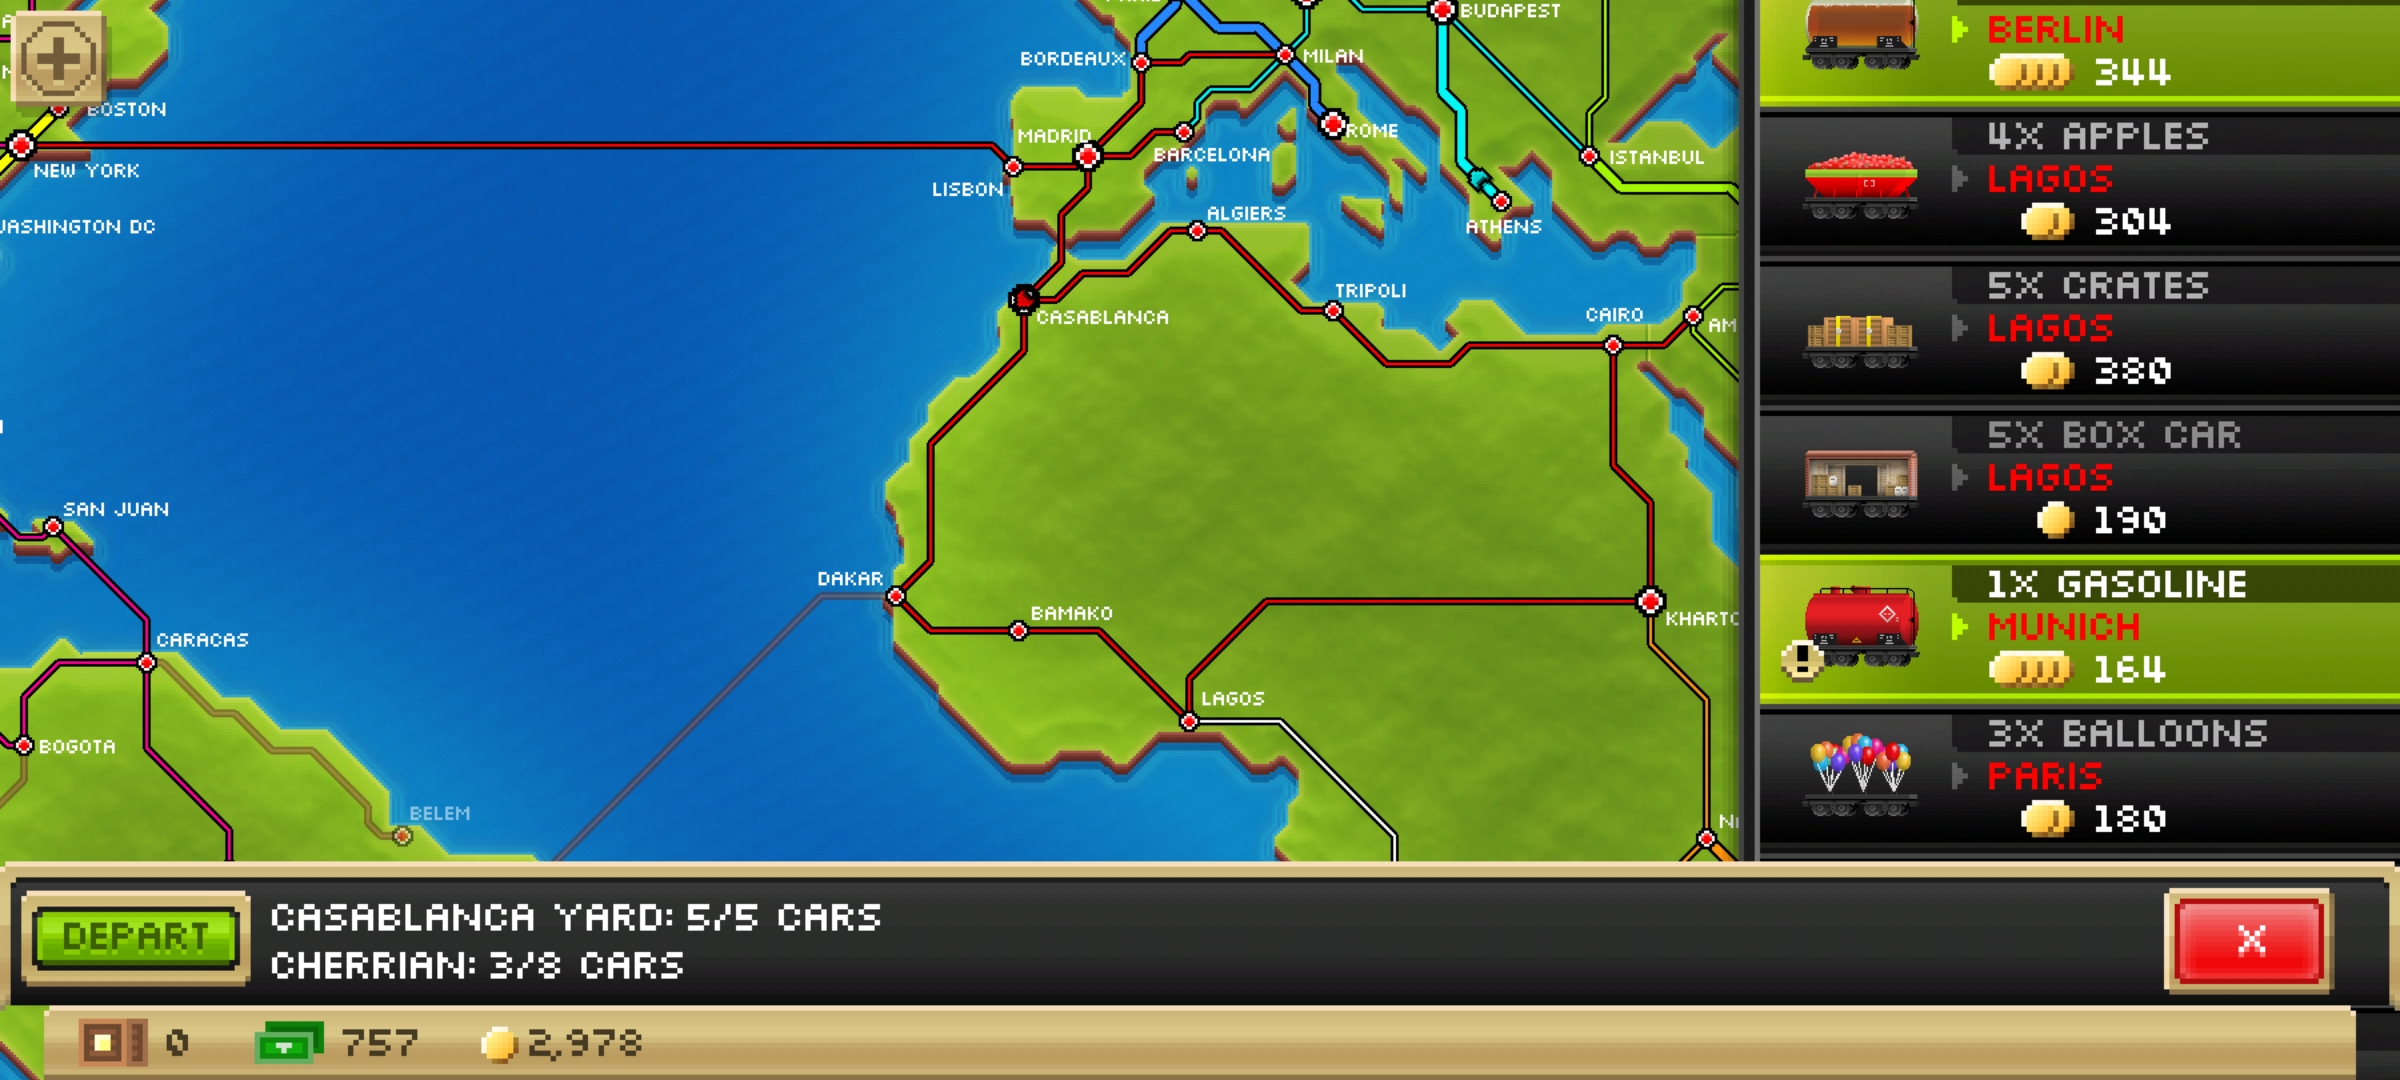 BUDAPEST
BORDEAUX
MILAN
BOSTON
MADRID
ROME
NEW YORK
BARCELONA
ISTANBUL
LISBON
WASHINGTON DC
ALGIERS
ATHENS
TRIPOLI
CASABLANCA
CAIRO
AM
SAN JUAN
DAKAR
BAMAKO
KHARTO
CARACAS
LAGOS
BOGOTA
BELEM
BERLIN
344
4X APPLES
LAGOS
304
5X CRATES
LAGOS
380
5X BOX CAR
LAGOS
190
1X GASOLINE
!
MUNICH
164
3X BALLOONS
PARIS
180
DEPART
CASABLANCA YARD: 5/5 CARS
CHERRIAN: 3/8 CARS
X
0
757
2,978